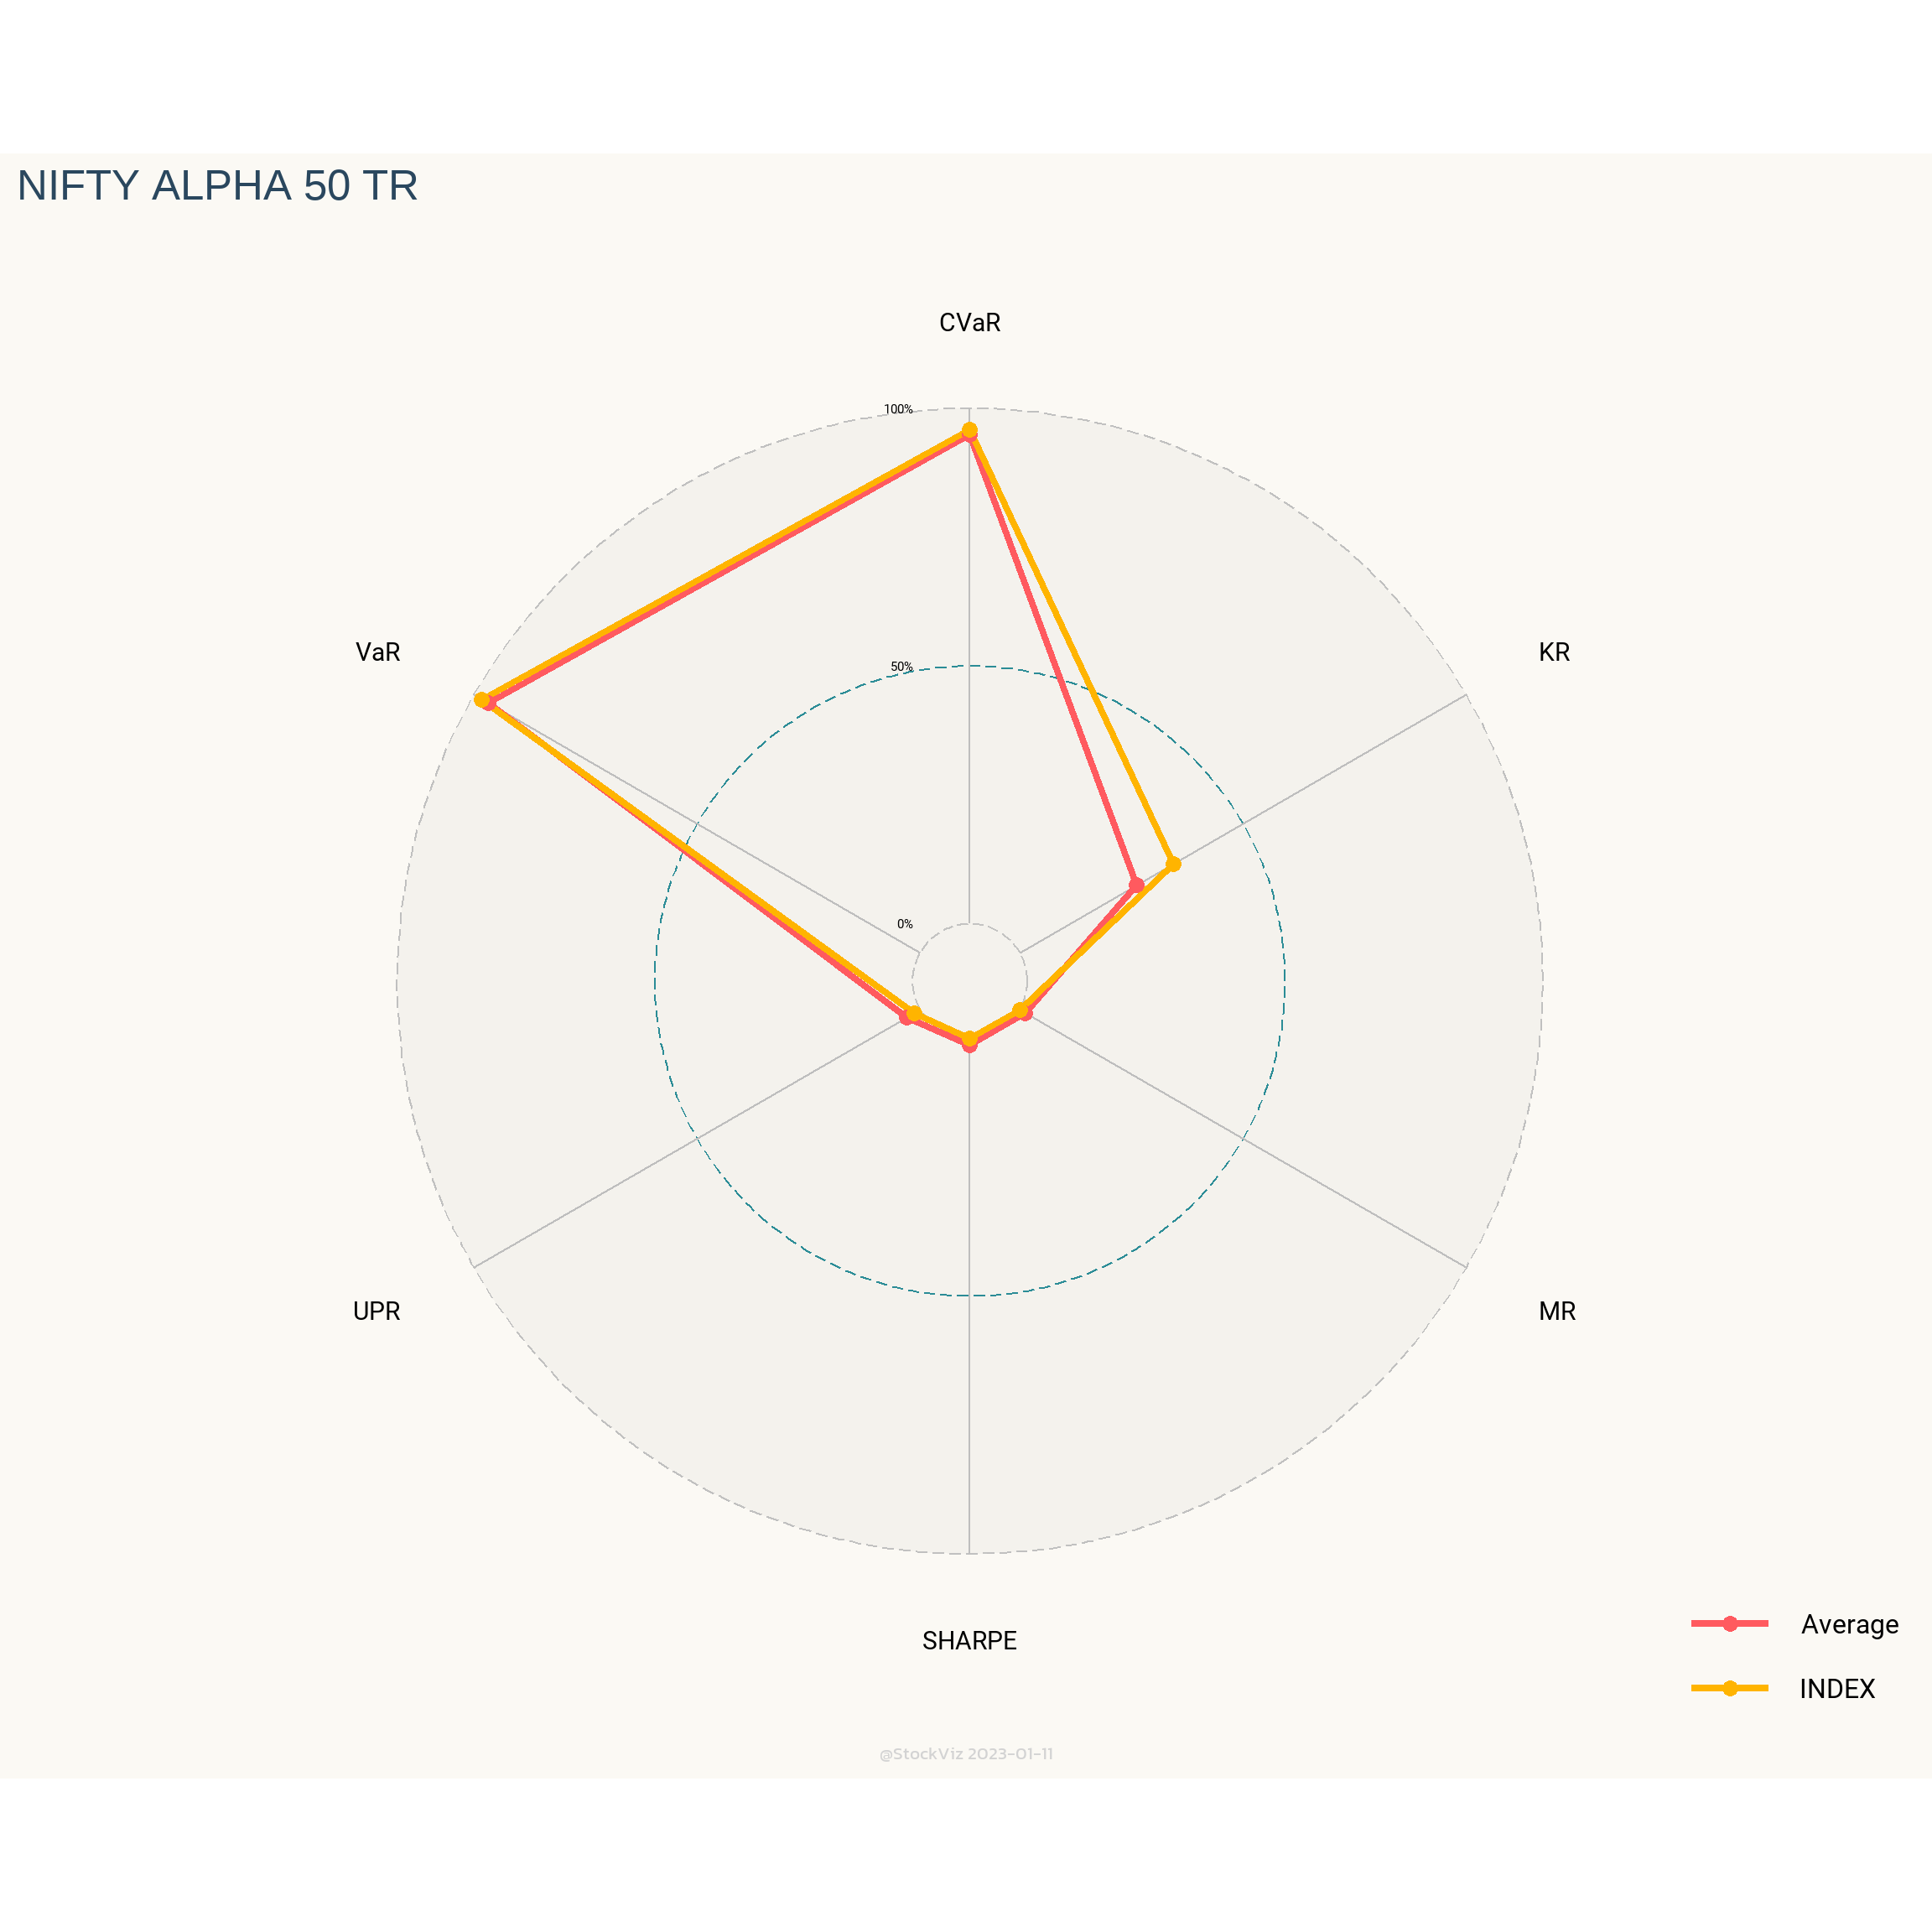 NIFTY ALPHA 50 TR
CVaR
100%
VaR
KR
50%
0%
UPR
MR
SHARPE
Average
INDEX
@StockViz 2023-01-11